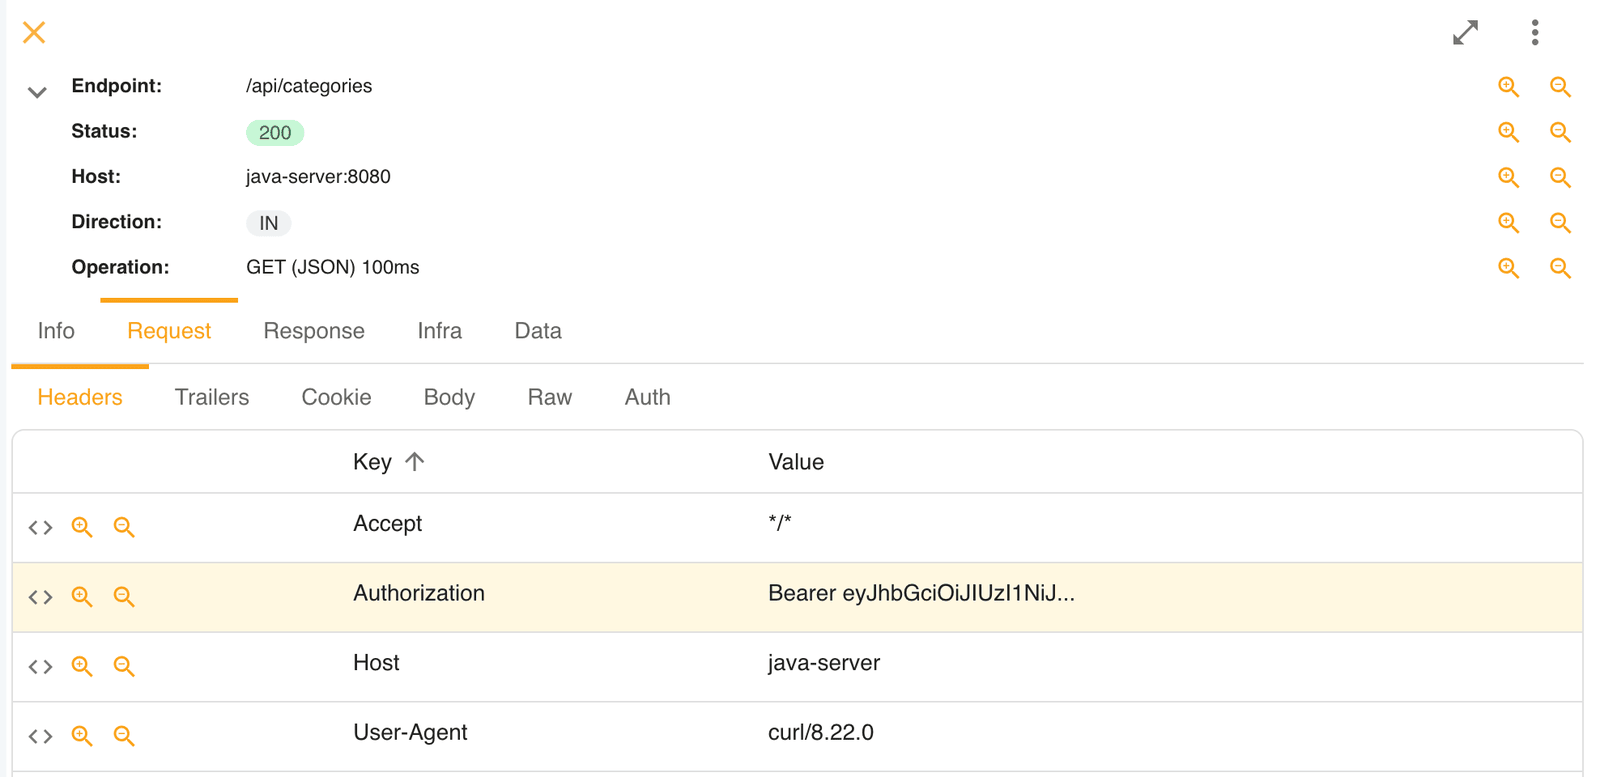 Endpoint: /api/categories
Status: 200
Host: java-server:8080
Direction: IN
Operation: GET (JSON) 100ms
Info Request Response Infra Data
Headers Trailers Cookie Body Raw Auth
Key Value
Accept */*
Authorization Bearer eyJhbGciOiJIUzI1NiJ...
Host java-server
User-Agent curl/8.22.0